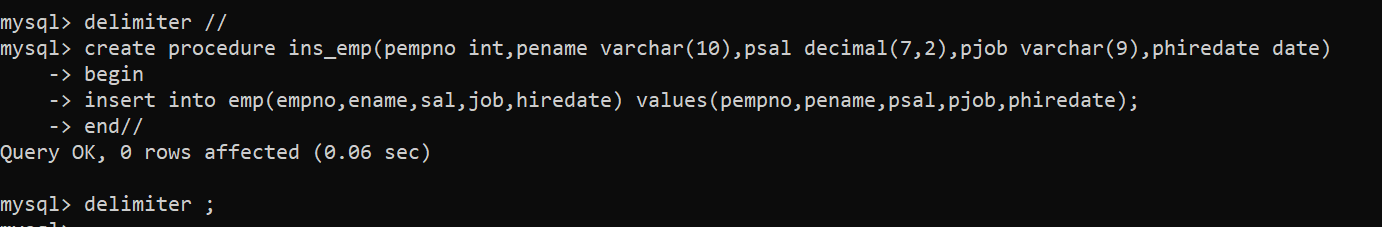 mysql> delimiter //
mysql> create procedure ins_emp(pempno int,pename varchar(10),psal decimal(7,2),pjob varchar(9),phiredate date)
    -> begin
    -> insert into emp(empno,ename,sal,job,hiredate) values(pempno,pename,psal,pjob,phiredate);
    -> end//
Query OK, 0 rows affected (0.06 sec)

mysql> delimiter ;
mysql>